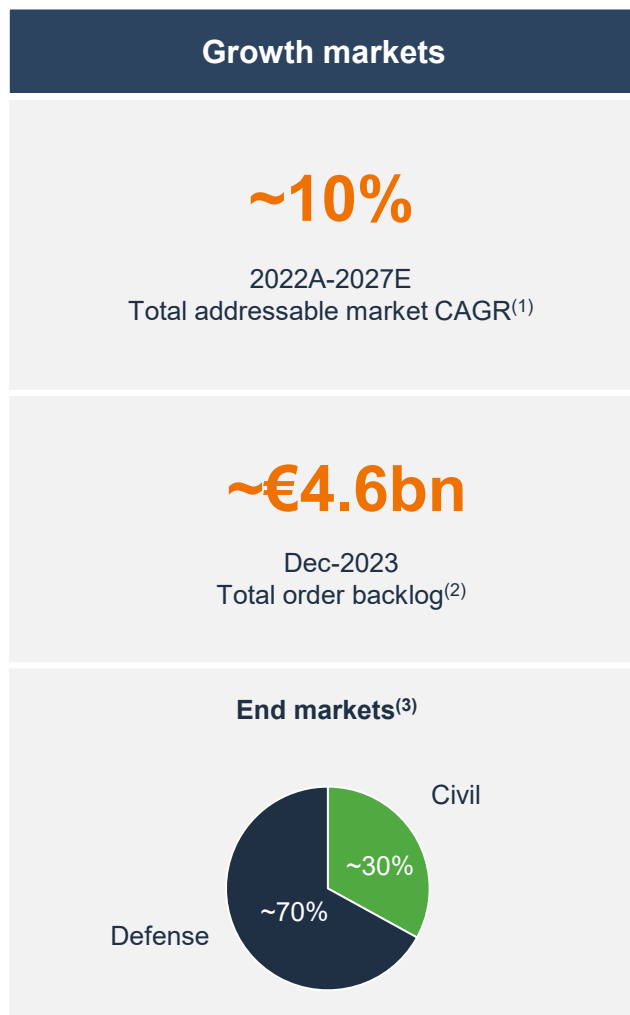 Growth markets
~10%
2022A-2027E
Total addressable market CAGR(1)
~€4.6bn
Dec-2023
Total order backlog(2)
End markets(3)
Civil
~30%
~70%
Defense